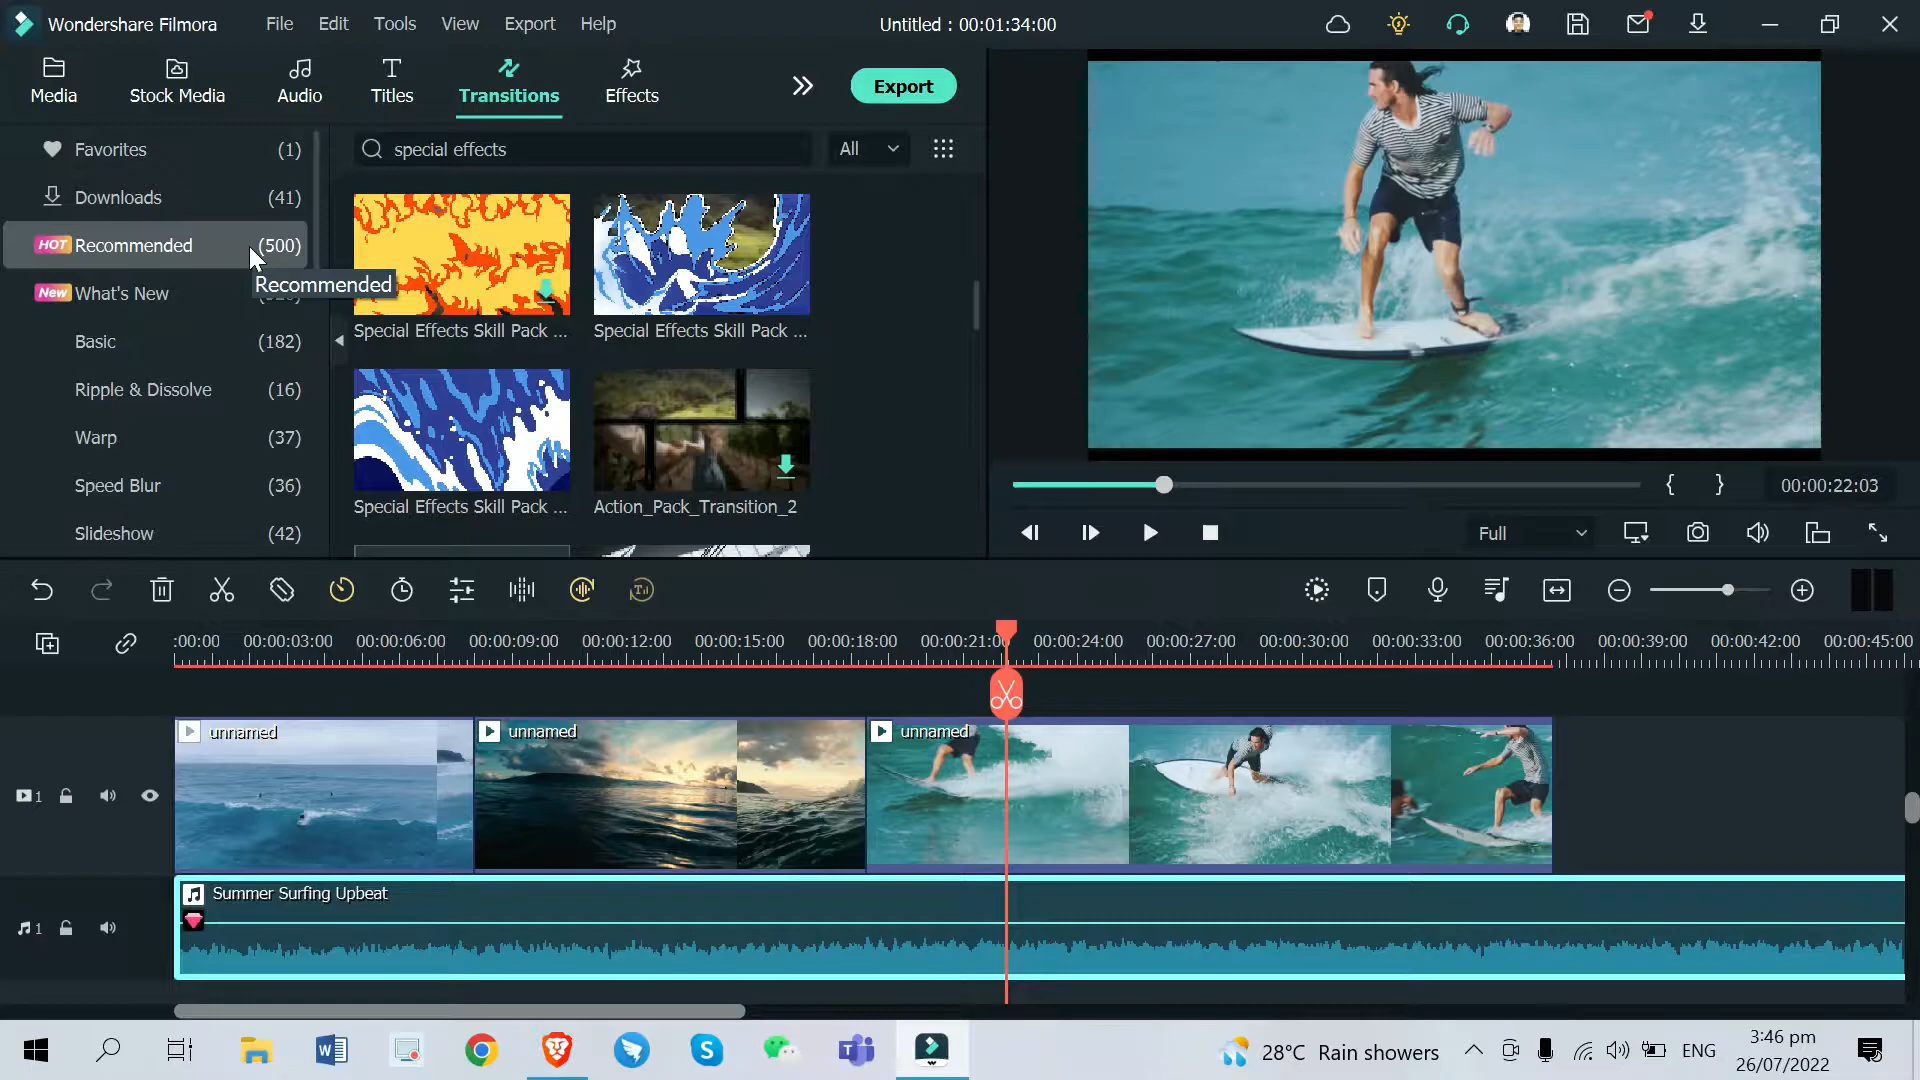 Wondershare Filmora File Edit Tools View Export Help Untitled : 00:01:34:00
Media Stock Media Audio Titles Transitions Effects Export
Favorites (1)
Downloads (41)
HOT Recommended (500)
Recommended
New What's New
Basic (182)
Ripple & Dissolve (16)
Warp (37)
Speed Blur (36)
Slideshow (42)
special effects All
Special Effects Skill Pack ... Special Effects Skill Pack ...
Special Effects Skill Pack ... Action_Pack_Transition_2
{ } 00:00:22:03
Full
:00:00 00:00:03:00 00:00:06:00 00:00:09:00 00:00:12:00 00:00:15:00 00:00:18:00 00:00:21:00 00:00:24:00 00:00:27:00 00:00:30:00 00:00:33:00 00:00:36:00 00:00:39:00 00:00:42:00 00:00:45:00
unnamed unnamed unnamed
1
Summer Surfing Upbeat
1
28°C Rain showers ENG
3:46 pm
26/07/2022